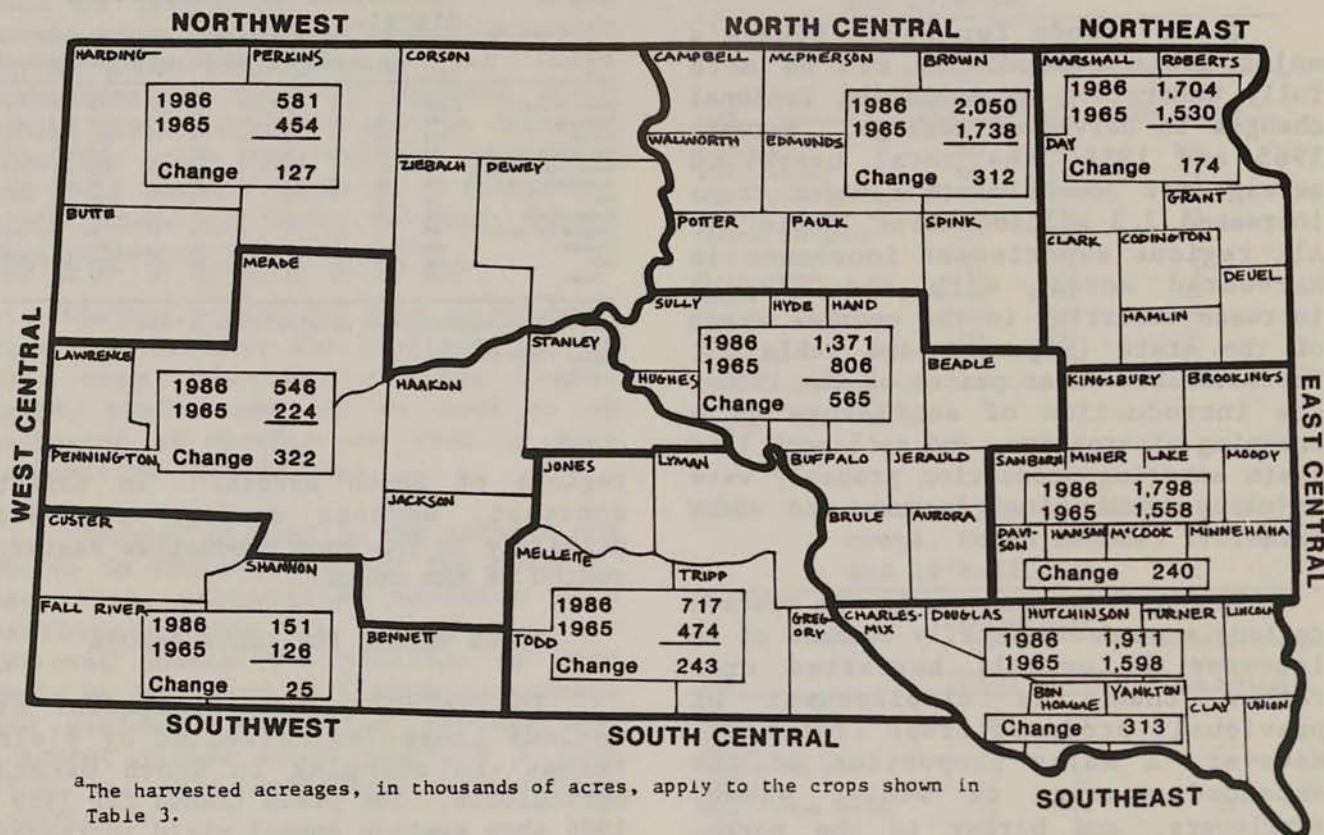 NORTHWEST
NORTH CENTRAL
NORTHEAST
HARDING
PERKINS
CORSON
CAMPBELL
MCPHERSON
BROWN
MARSHALL
ROBERTS
1986 581
1965 454
Change 127
1986 2,050
1965 1,738
Change 312
1986 1,704
1965 1,530
Change 174
ZIEBACH
DEWEY
WALWORTH
EDMUNDS
DAY
GRANT
BUTTE
POTTER
FAULK
SPINK
CLARK
CODINGTON
DEUEL
HAMLIN
MEADE
SULLY
HYDE
HAND
WEST CENTRAL
LAWRENCE
STANLEY
HUGHES
BEADLE
KINGSBURY
BROOKINGS
EAST CENTRAL
1986 546
1965 224
Change 322
HAAKON
1986 1,371
1965 806
Change 565
PENNINGTON
JONES
LYMAN
BUFFALO
JERAULD
SANBORN
MINER
LAKE
MOODY
1986 1,798
1965 1,558
Change 240
CUSTER
JACKSON
BRULE
AURORA
DAVI-
SON
HANSON
McCOOK
MINNEHAHA
SHANNON
MELLETTE
TRIPP
FALL RIVER
1986 151
1965 126
Change 25
BENNETT
TODD
1986 717
1965 474
Change 243
GREG
ORY
CHARLES-
MIX
DOUGLAS
HUTCHINSON
TURNER
LINCOLN
1986 1,911
1965 1,598
BON
HOMME
YANKTON
CLAY
UNION
Change 313
SOUTHWEST
SOUTH CENTRAL
SOUTHEAST
aThe harvested acreages, in thousands of acres, apply to the crops shown in
Table 3.